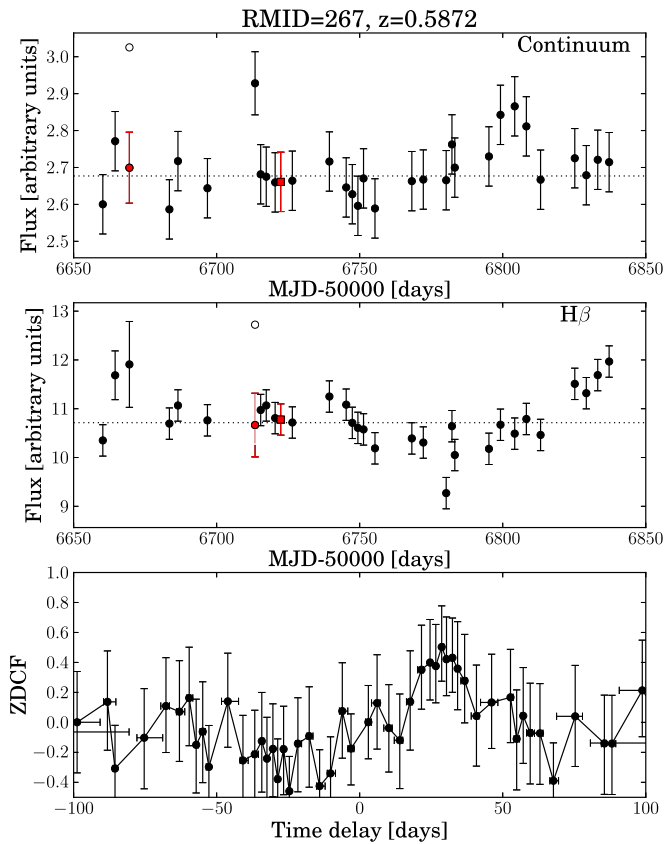 RMID=267, z=0.5872
Continuum
Flux [arbitrary units]
3.0
2.9
2.8
2.7
2.6
2.5
6650 6700 6750 6800 6850
MJD-50000 [days]
Hβ
Flux [arbitrary units]
13
12
11
10
9
6650 6700 6750 6800 6850
MJD-50000 [days]
ZDCF
1.0
0.8
0.6
0.4
0.2
0.0
−0.2
−0.4
−100 −50 0 50 100
Time delay [days]